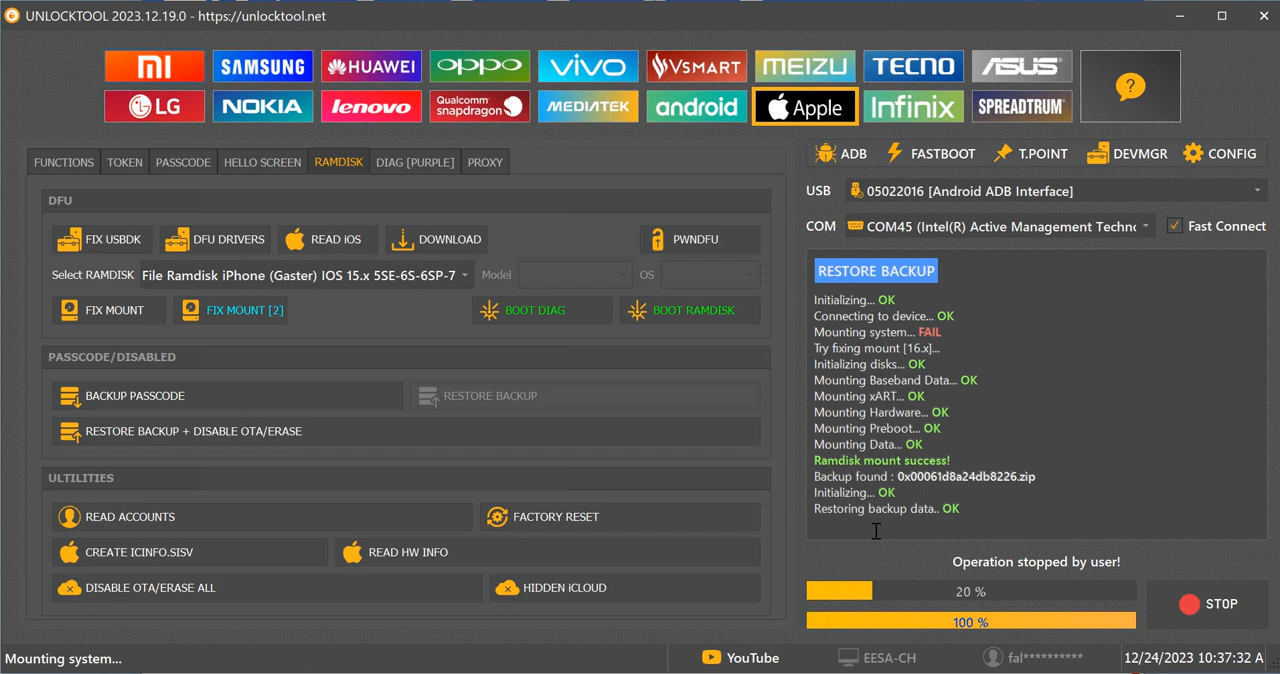 UNLOCKTOOL 2023.12.19.0 - https://unlocktool.net
mi SAMSUNG HUAWEI oppo vivo VSMART MEIZU TECNO ASUS ?
LG NOKIA lenovo Qualcomm snapdragon MEDIATEK android Apple Infinix SPREADTRUM
FUNCTIONS TOKEN PASSCODE HELLO SCREEN RAMDISK DIAG [PURPLE] PROXY
DFU
FIX USBDK DFU DRIVERS READ iOS DOWNLOAD PWNDFU
Select RAMDISK File Ramdisk iPhone (Gaster) IOS 15.x 5SE-6S-6SP-7 Model OS
FIX MOUNT FIX MOUNT [2] BOOT DIAG BOOT RAMDISK
PASSCODE/DISABLED
BACKUP PASSCODE RESTORE BACKUP
RESTORE BACKUP + DISABLE OTA/ERASE
ULTILITIES
READ ACCOUNTS FACTORY RESET
CREATE ICINFO.SISV READ HW INFO
DISABLE OTA/ERASE ALL HIDDEN iCLOUD
ADB FASTBOOT T.POINT DEVMGR CONFIG
USB 05022016 [Android ADB Interface]
COM COM45 (Intel(R) Active Management Techn Fast Connect
RESTORE BACKUP
Initializing... OK
Connecting to device... OK
Mounting system... FAIL
Try fixing mount [16.x]...
Initializing disks... OK
Mounting Baseband Data... OK
Mounting xART... OK
Mounting Hardware... OK
Mounting Preboot... OK
Mounting Data... OK
Ramdisk mount success!
Backup found : 0x00061d8a24db8226.zip
Initializing... OK
Restoring backup data.. OK
Operation stopped by user!
20 %
100 %
STOP
Mounting system... YouTube EESA-CH fal********** 12/24/2023 10:37:32 A